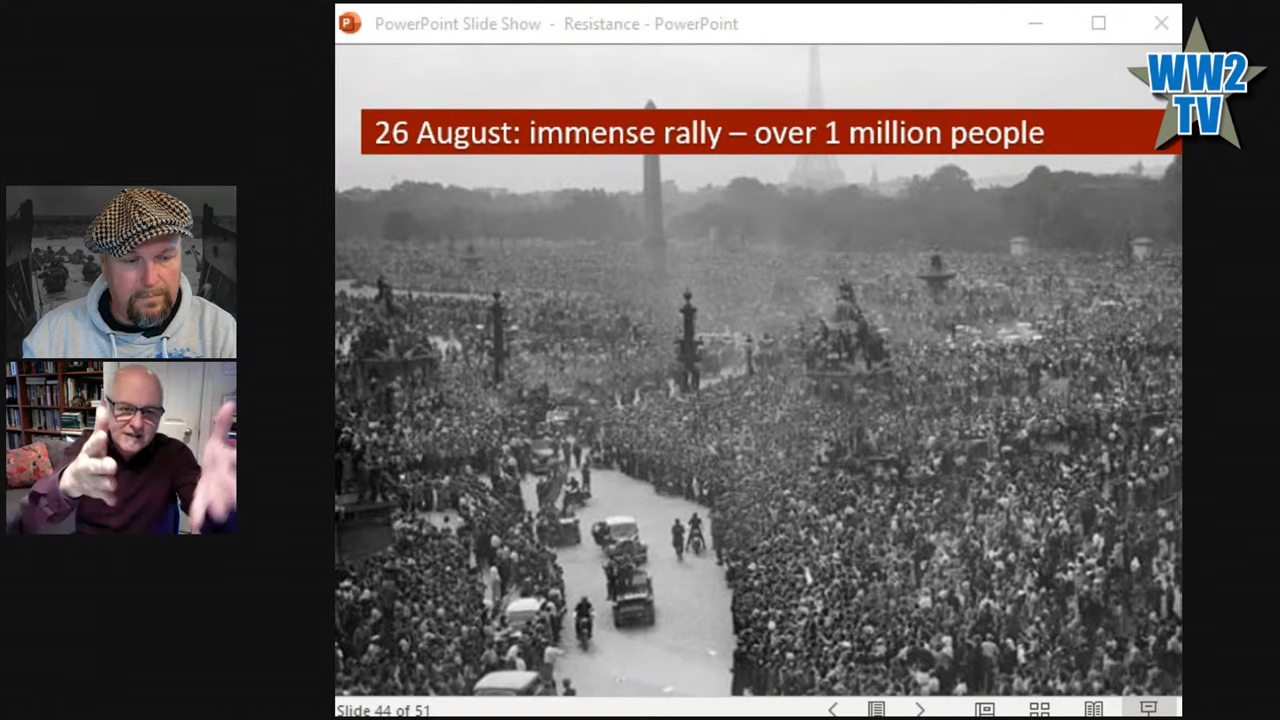 PowerPoint Slide Show - Resistance - PowerPoint
WW2
TV
26 August: immense rally – over 1 million people
Slide 44 of 51